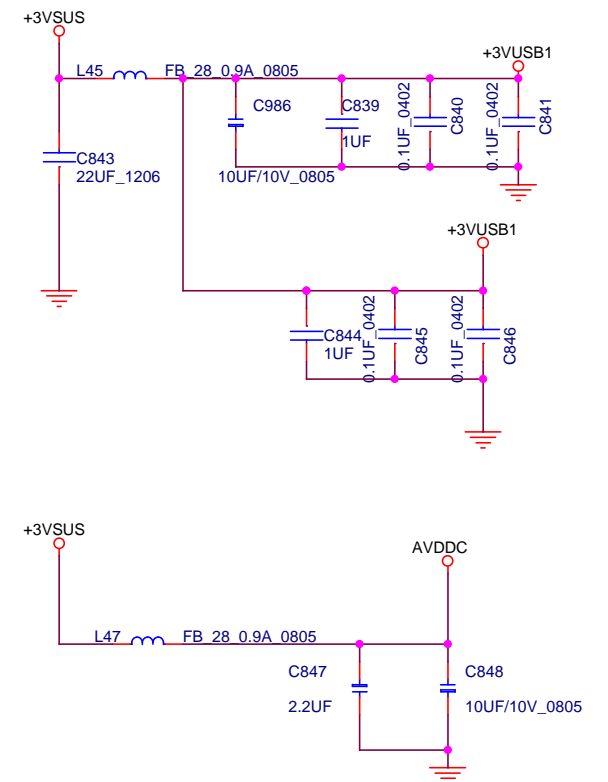 +3VSUS
+3VUSB1
L45
FB_28_0.9A_0805
C986
10UF/10V_0805
C839
1UF
0.1UF_0402
C840
0.1UF_0402
C841
C843
22UF_1206
+3VUSB1
C844
1UF
0.1UF_0402
C845
0.1UF_0402
C846
+3VSUS
AVDDC
L47
FB_28_0.9A_0805
C847
2.2UF
C848
10UF/10V_0805